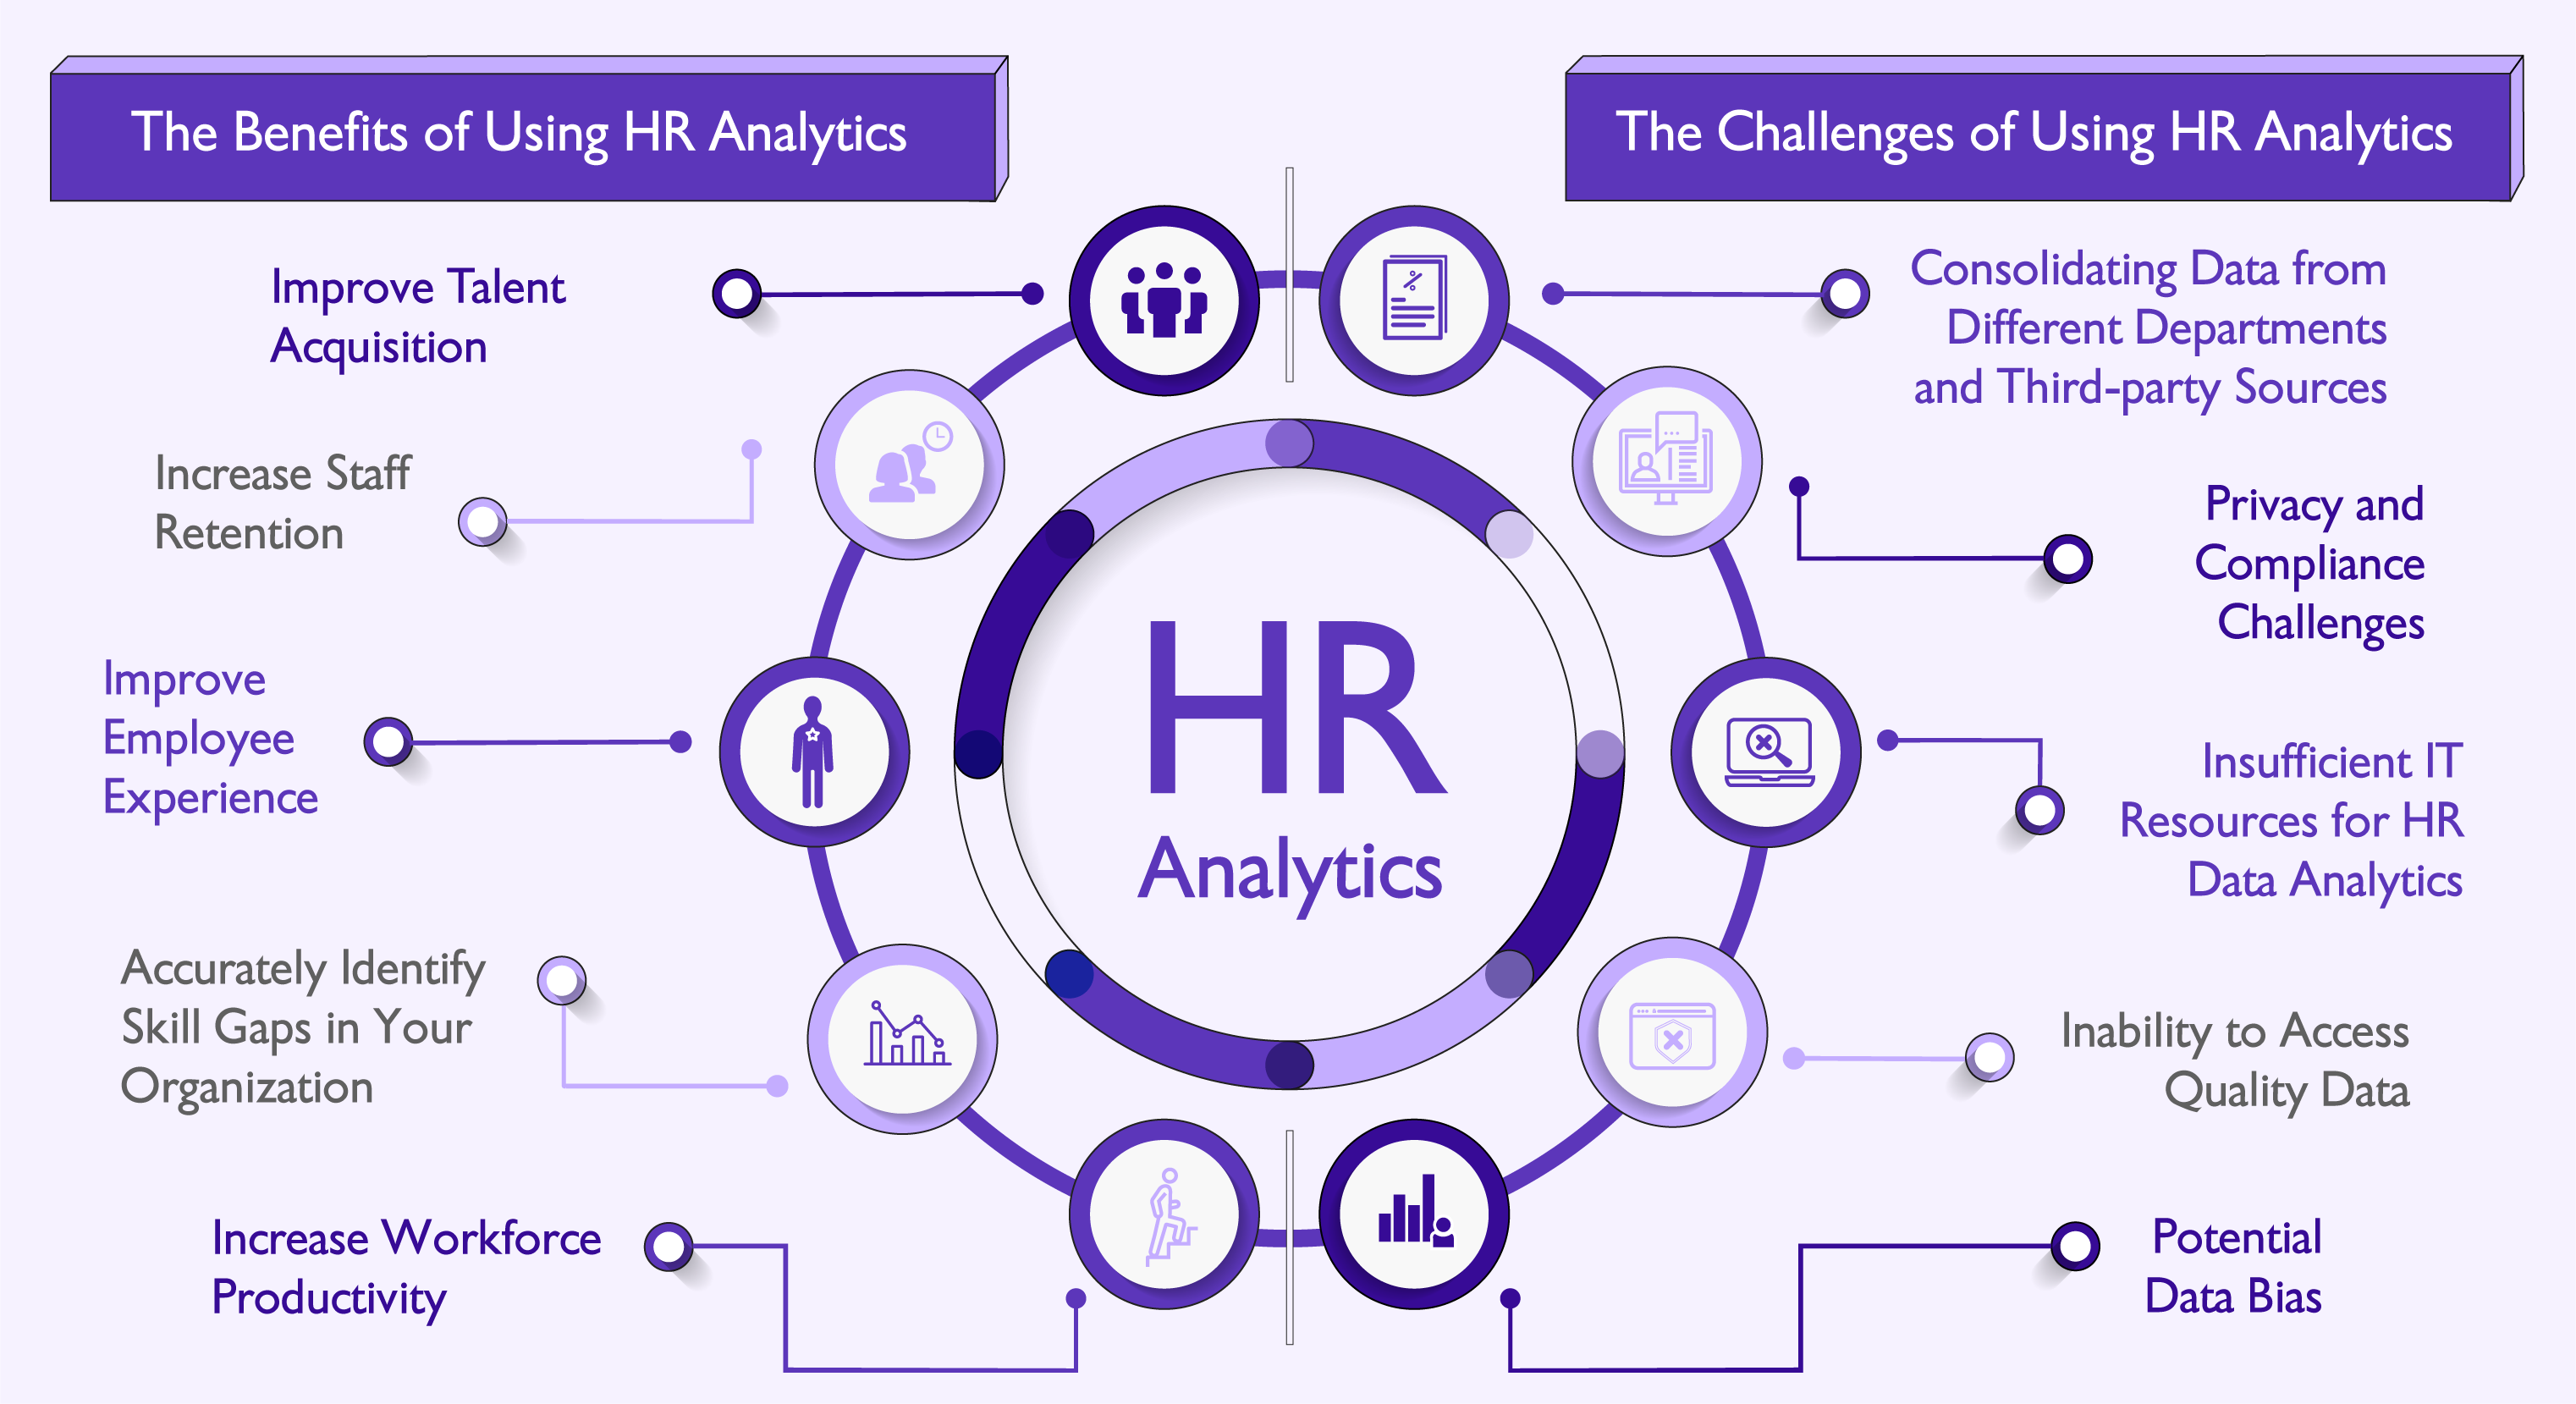 The Benefits of Using HR Analytics
Improve Talent
Acquisition
Increase Staff
Retention
Improve
Employee
Experience
Accurately Identify
Skill Gaps in Your
Organization
Increase Workforce
Productivity
HR
Analytics
The Challenges of Using HR Analytics
Consolidating Data from
Different Departments
and Third-party Sources
Privacy and
Compliance
Challenges
Insufficient IT
Resources for HR
Data Analytics
Inability to Access
Quality Data
Potential
Data Bias